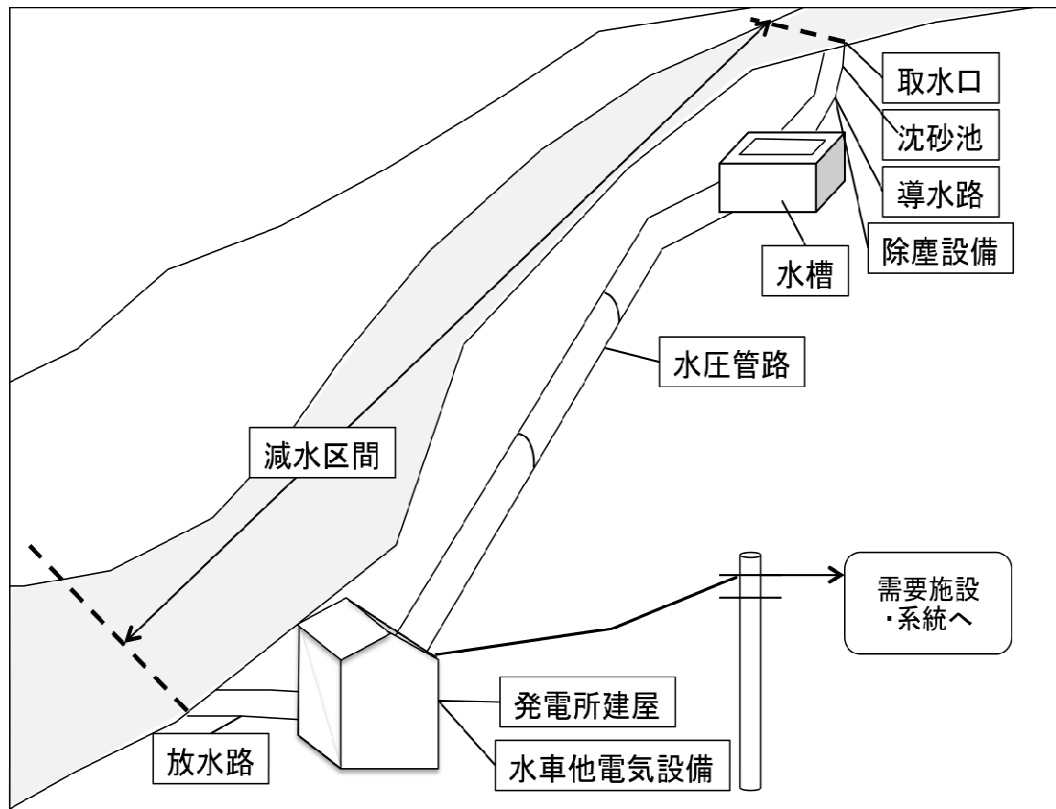 取水口
沈砂池
導水路
除塵設備
水槽
水圧管路
減水区間
需要施設
・系統へ
発電所建屋
水車他電気設備
放水路